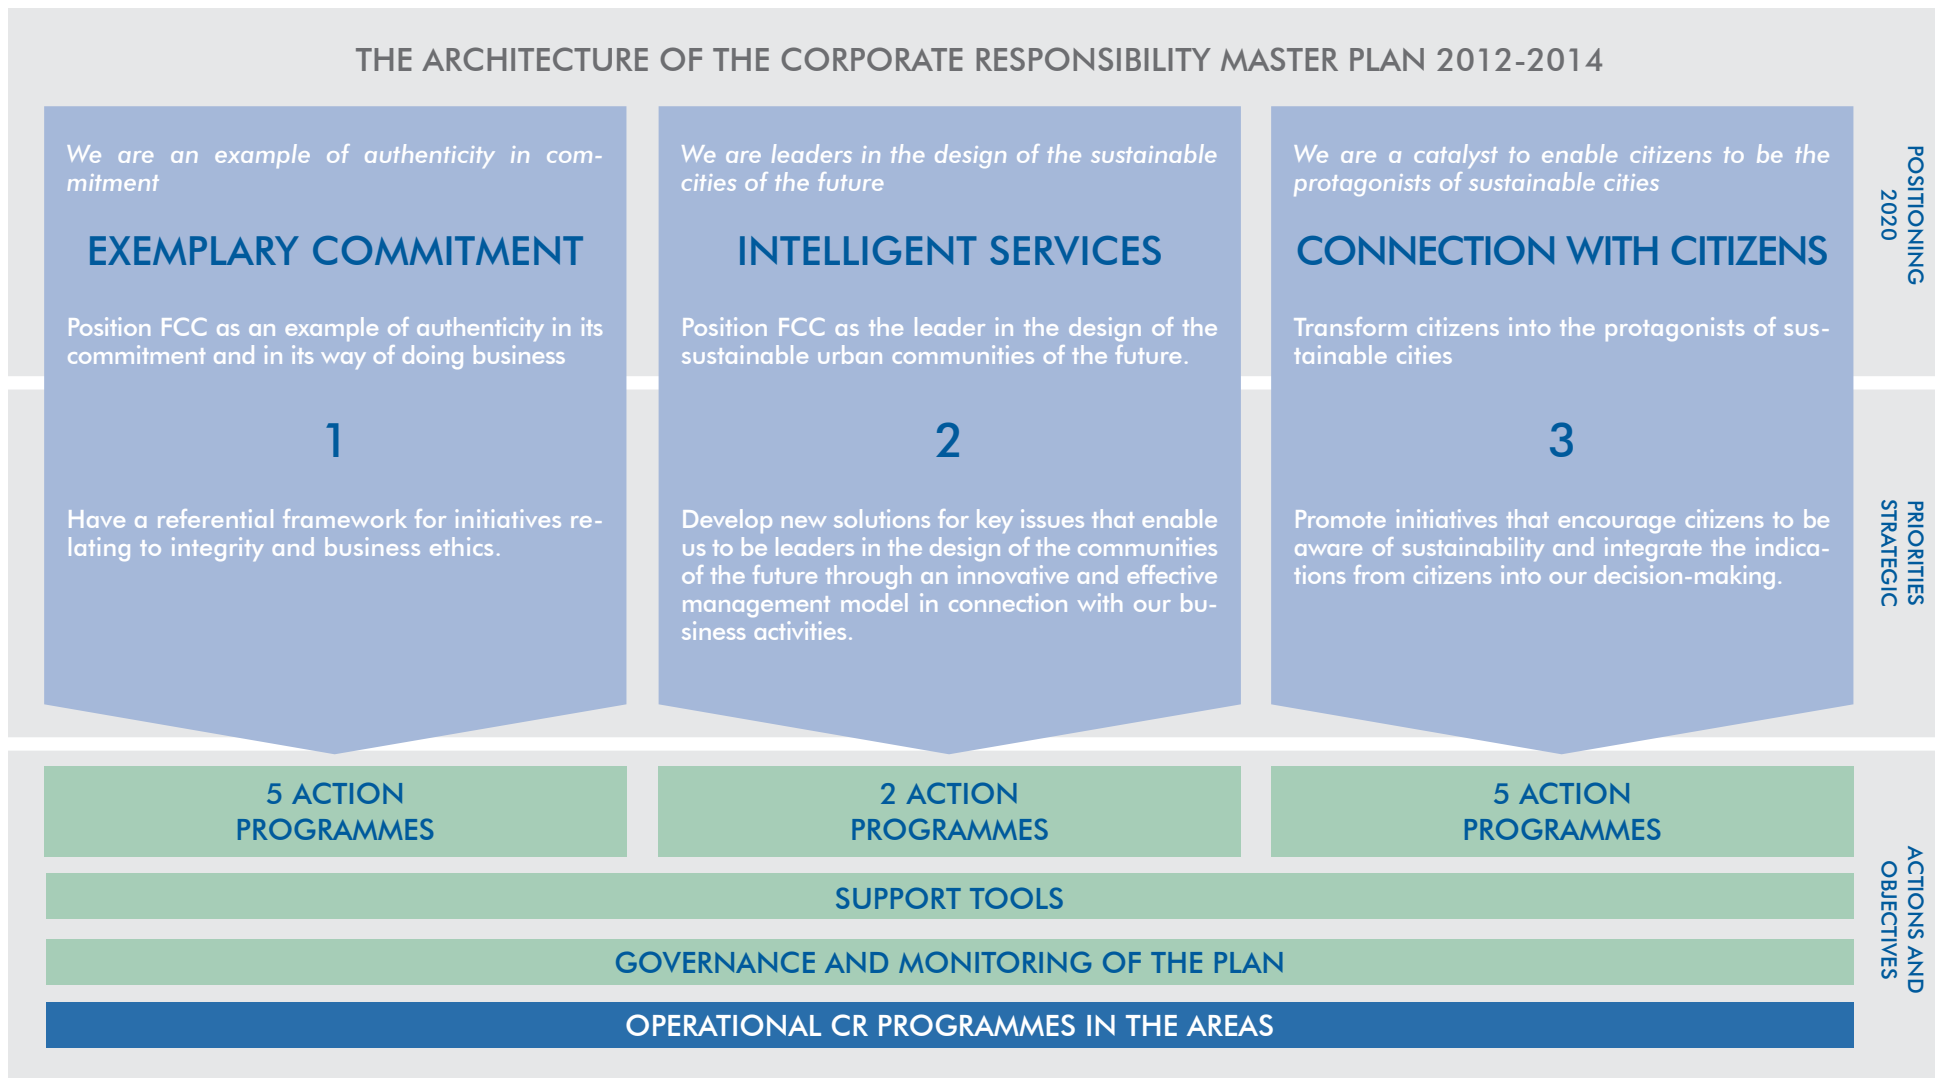 THE ARCHITECTURE OF THE CORPORATE RESPONSIBILITY MASTER PLAN 2012-2014
We are an example of authenticity in com-
mitment
EXEMPLARY COMMITMENT
Position FCC as an example of authenticity in its
commitment and in its way of doing business
1
Have a referential framework for initiatives re-
lating to integrity and business ethics.
We are leaders in the design of the sustainable
cities of the future
INTELLIGENT SERVICES
Position FCC as the leader in the design of the
sustainable urban communities of the future.
2
Develop new solutions for key issues that enable
us to be leaders in the design of the communities
of the future through an innovative and effective
management model in connection with our bu-
siness activities.
We are a catalyst to enable citizens to be the
protagonists of sustainable cities
CONNECTION WITH CITIZENS
Transform citizens into the protagonists of sus-
tainable cities
3
Promote initiatives that encourage citizens to be
aware of sustainability and integrate the indica-
tions from citizens into our decision-making.
POSITIONING
2020
PRIORITIES
STRATEGIC
5 ACTION
PROGRAMMES
2 ACTION
PROGRAMMES
5 ACTION
PROGRAMMES
SUPPORT TOOLS
GOVERNANCE AND MONITORING OF THE PLAN
OPERATIONAL CR PROGRAMMES IN THE AREAS
ACTIONS AND
OBJECTIVES